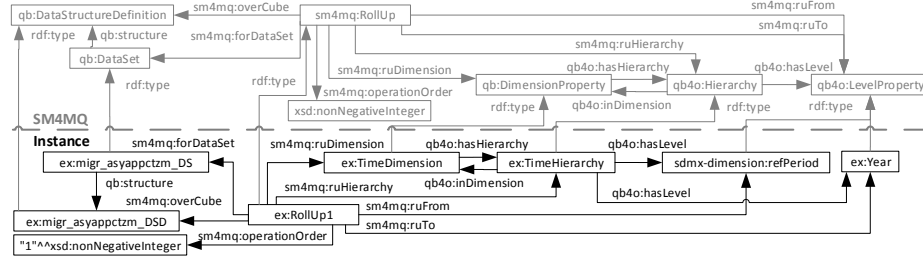 qb:DataStructureDefinition
sm4mq:overCube
sm4mq:RollUp
sm4mq:ruFrom
sm4mq:ruTo
rdf:type
qb:structure
sm4mq:forDataSet
sm4mq:ruHierarchy
qb:DataSet
rdf:type
rdf:type
sm4mq:ruDimension
qb4o:hasHierarchy
qb4o:hasLevel
qb:DimensionProperty
qb4o:Hierarchy
qb4o:LevelProperty
sm4mq:operationOrder
qb4o:inDimension
xsd:nonNegativeInteger
rdf:type
rdf:type
rdf:type
SM4MQ
Instance
sm4mq:forDataSet
sm4mq:ruDimension
qb4o:hasHierarchy
qb4o:hasLevel
ex:migr_asyappctzm_DS
ex:TimeDimension
ex:TimeHierarchy
sdmx-dimension:refPeriod
ex:Year
qb:structure
sm4mq:ruHierarchy
qb4o:inDimension
qb4o:hasLevel
sm4mq:overCube
ex:RollUp1
sm4mq:ruFrom
ex:migr_asyappctzm_DSD
sm4mq:ruTo
sm4mq:operationOrder
"1"^^xsd:nonNegativeInteger